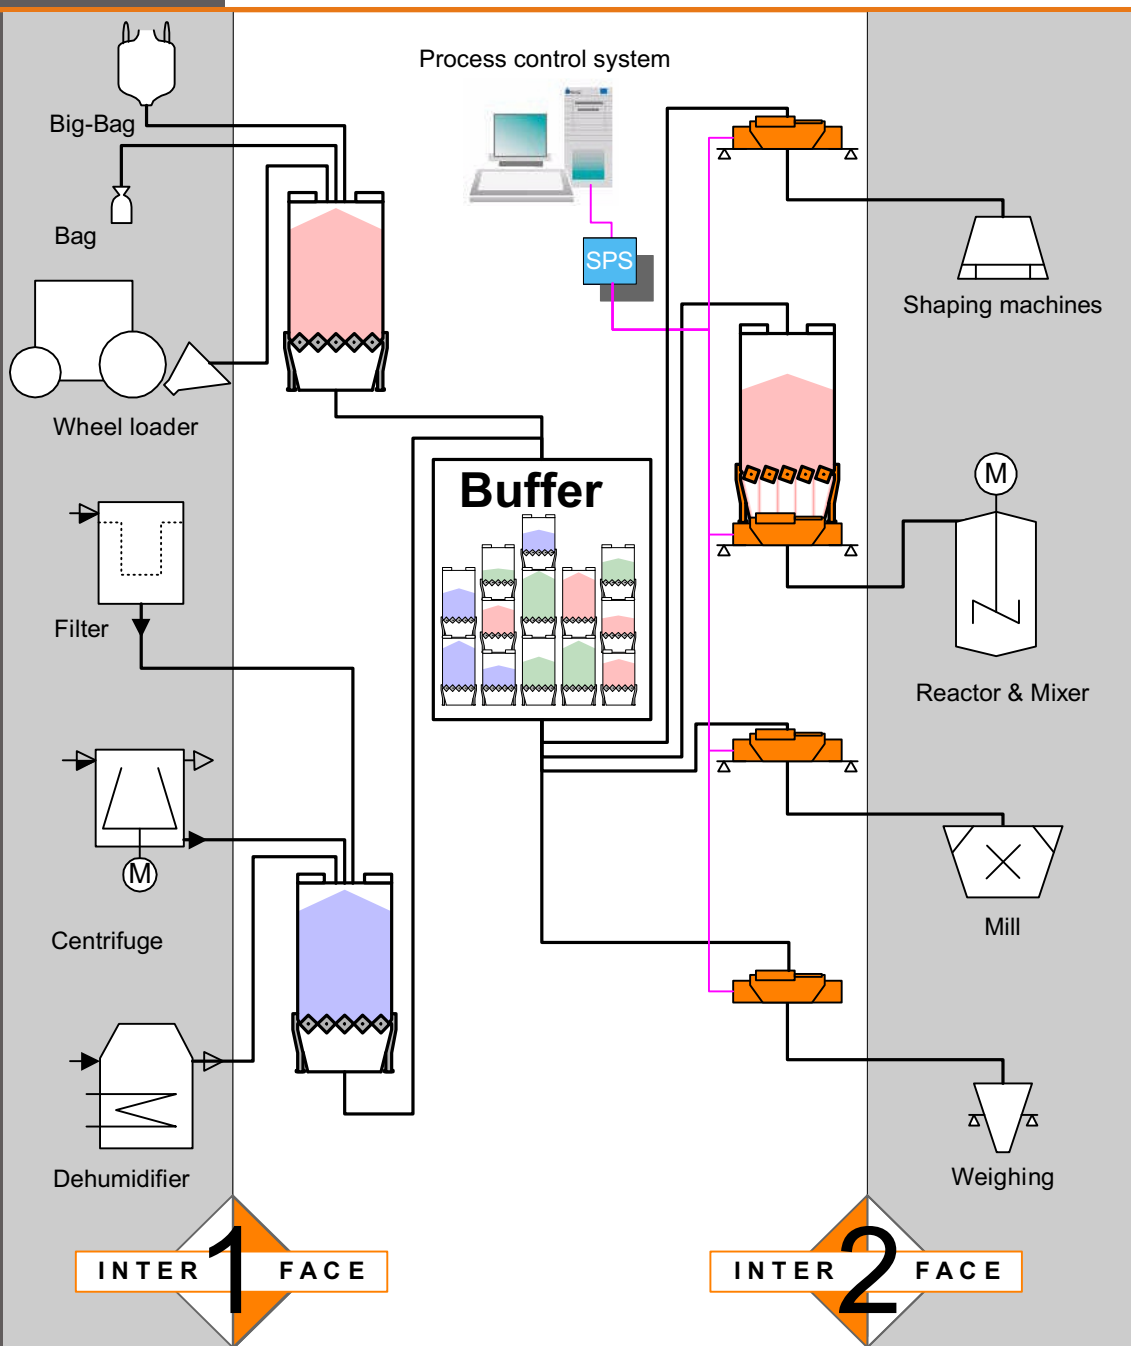 Process control system
Big-Bag
Bag
SPS
Wheel loader
Shaping machines
Buffer
M
Filter
Reactor & Mixer
M
Centrifuge
Mill
Dehumidifier
Weighing
INTER 1 FACE
INTER 2 FACE